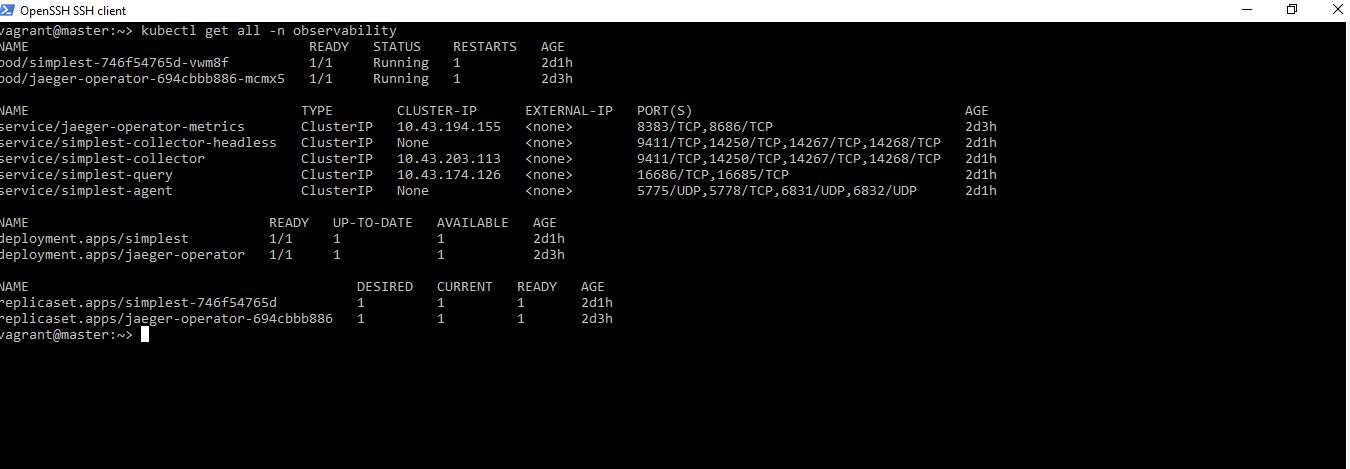 OpenSSH SSH client
vagrant@master:~> kubectl get all -n observability
NAME READY STATUS RESTARTS AGE
pod/simplest-746f54765d-vwm8f 1/1 Running 1 2d1h
pod/jaeger-operator-694cbbb886-mcmx5 1/1 Running 1 2d3h
NAME TYPE CLUSTER-IP EXTERNAL-IP PORT(S) AGE
service/jaeger-operator-metrics ClusterIP 10.43.194.155 <none> 8383/TCP,8686/TCP 2d3h
service/simplest-collector-headless ClusterIP None <none> 9411/TCP,14250/TCP,14267/TCP,14268/TCP 2d1h
service/simplest-collector ClusterIP 10.43.203.113 <none> 9411/TCP,14250/TCP,14267/TCP,14268/TCP 2d1h
service/simplest-query ClusterIP 10.43.174.126 <none> 16686/TCP,16685/TCP 2d1h
service/simplest-agent ClusterIP None <none> 5775/UDP,5778/TCP,6831/UDP,6832/UDP 2d1h
NAME READY UP-TO-DATE AVAILABLE AGE
deployment.apps/simplest 1/1 1 1 2d1h
deployment.apps/jaeger-operator 1/1 1 1 2d3h
NAME DESIRED CURRENT READY AGE
replicaset.apps/simplest-746f54765d 1 1 1 2d1h
replicaset.apps/jaeger-operator-694cbbb886 1 1 1 2d3h
vagrant@master:~>